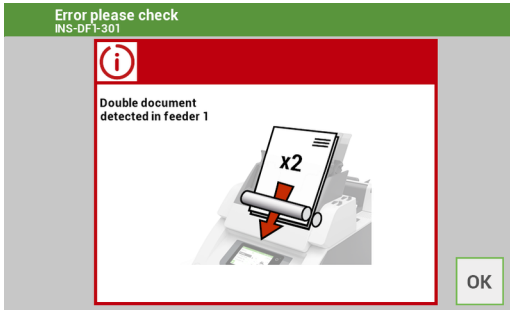 Error please check
INS-DF1-301
Double document
detected in feeder 1
x2
OK